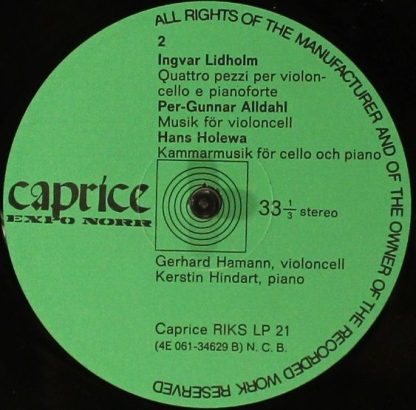 ALL RIGHTS OF THE MANUFACTURER AND OF THE OWNER OF THE RECORDED WORK RESERVED
2
Ingvar Lidholm
Quattro pezzi per violon-
cello e pianoforte
Per-Gunnar Alldahl
Musik för violoncell
Hans Holewa
Kammarmusik för cello och piano
caprice
EXPO NORR
33 1/3 stereo
Gerhard Hamann, violoncell
Kerstin Hindart, piano
Caprice RIKS LP 21
(4E 061-34629 B) N. C. B.